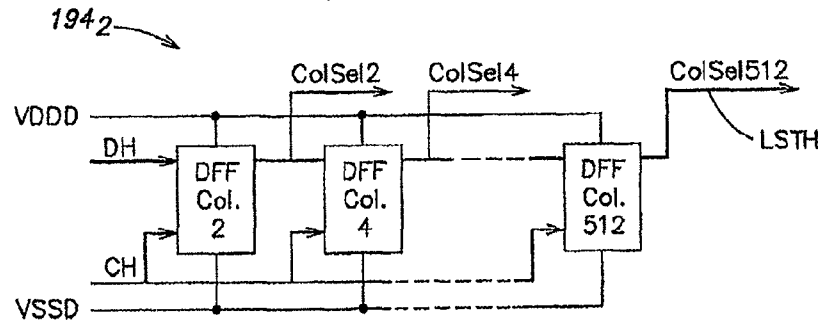 194₂
ColSel2
ColSel4
ColSel512
VDDD
LSTH
DH
DFF
Col.
2
DFF
Col.
4
DFF
Col.
512
CH
VSSD